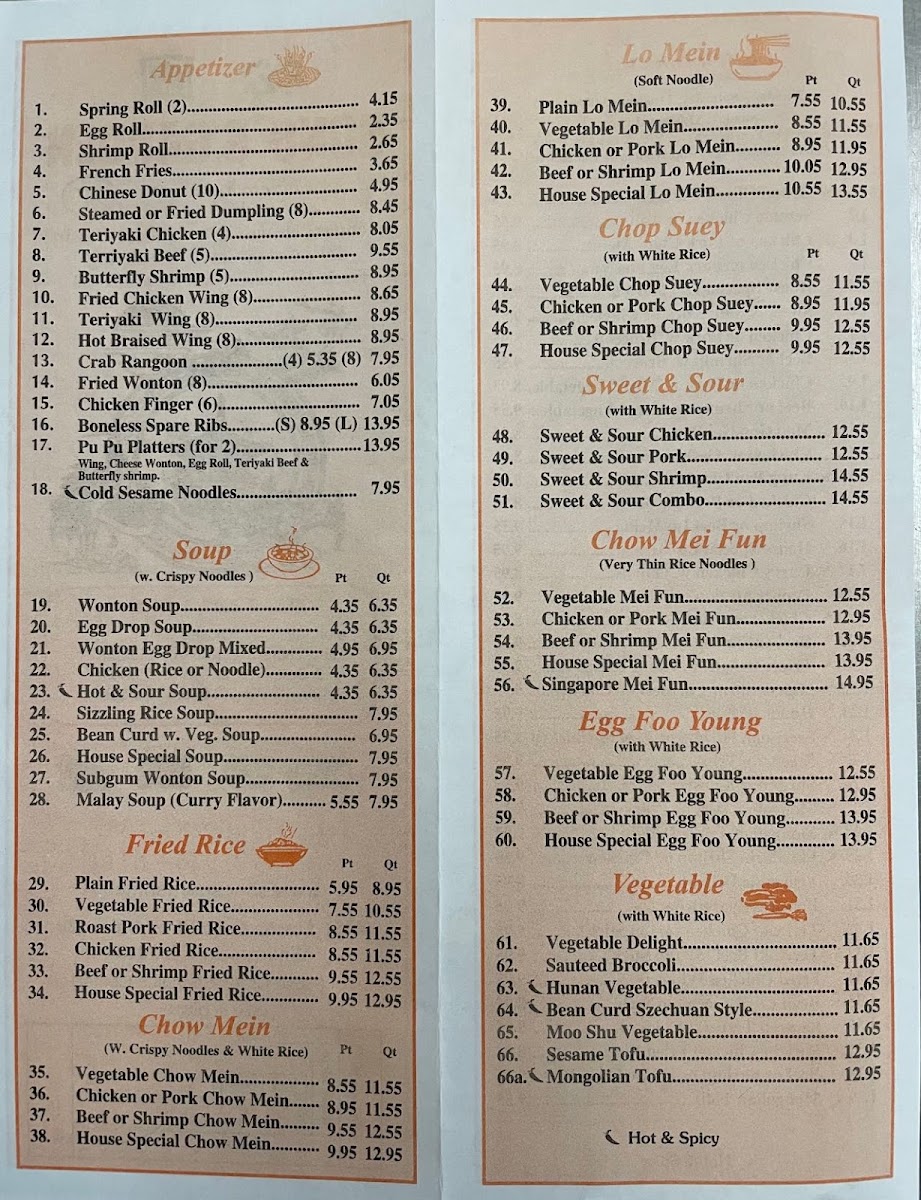 Appetizer
1. Spring Roll (2)........................................ 4.15
2. Egg Roll.................................................. 2.35
3. Shrimp Roll.............................................. 2.65
4. French Fries............................................ 3.65
5. Chinese Donut (10)................................ 4.95
6. Steamed or Fried Dumpling (8)............ 8.45
7. Teriyaki Chicken (4).............................. 8.05
8. Terriyaki Beef (5)................................... 9.55
9. Butterfly Shrimp (5)............................... 8.95
10. Fried Chicken Wing (8)......................... 8.65
11. Teriyaki Wing (8).................................. 8.95
12. Hot Braised Wing (8)............................. 8.95
13. Crab Rangoon .....................(4) 5.35 (8) 7.95
14. Fried Wonton (8)................................... 6.05
15. Chicken Finger (6)................................. 7.05
16. Boneless Spare Ribs...........(S) 8.95 (L) 13.95
17. Pu Pu Platters (for 2).............................13.95
Wing, Cheese Wonton, Egg Roll, Teriyaki Beef &
Butterfly shrimp.
18. Cold Sesame Noodles............................ 7.95
Soup
(w. Crispy Noodles ) Pt Qt
19. Wonton Soup................................ 4.35 6.35
20. Egg Drop Soup............................. 4.35 6.35
21. Wonton Egg Drop Mixed............ 4.95 6.95
22. Chicken (Rice or Noodle)............ 4.35 6.35
23. Hot & Sour Soup.......................... 4.35 6.35
24. Sizzling Rice Soup................................. 7.95
25. Bean Curd w. Veg. Soup....................... 6.95
26. House Special Soup............................... 7.95
27. Subgum Wonton Soup.......................... 7.95
28. Malay Soup (Curry Flavor).......... 5.55 7.95
Fried Rice
Pt Qt
29. Plain Fried Rice............................. 5.95 8.95
30. Vegetable Fried Rice..................... 7.55 10.55
31. Roast Pork Fried Rice.................. 8.55 11.55
32. Chicken Fried Rice........................ 8.55 11.55
33. Beef or Shrimp Fried Rice........... 9.55 12.55
34. House Special Fried Rice............. 9.95 12.95
Chow Mein
(W. Crispy Noodles & White Rice) Pt Qt
35. Vegetable Chow Mein................... 8.55 11.55
36. Chicken or Pork Chow Mein....... 8.95 11.55
37. Beef or Shrimp Chow Mein......... 9.55 12.55
38. House Special Chow Mein........... 9.95 12.95
Lo Mein
(Soft Noodle) Pt Qt
39. Plain Lo Mein............................. 7.55 10.55
40. Vegetable Lo Mein...................... 8.55 11.55
41. Chicken or Pork Lo Mein.......... 8.95 11.95
42. Beef or Shrimp Lo Mein............ 10.05 12.95
43. House Special Lo Mein.............. 10.55 13.55
Chop Suey
(with White Rice) Pt Qt
44. Vegetable Chop Suey................. 8.55 11.55
45. Chicken or Pork Chop Suey...... 8.95 11.95
46. Beef or Shrimp Chop Suey........ 9.95 12.55
47. House Special Chop Suey.......... 9.95 12.55
Sweet & Sour
(with White Rice)
48. Sweet & Sour Chicken.......................... 12.55
49. Sweet & Sour Pork................................ 12.55
50. Sweet & Sour Shrimp........................... 14.55
51. Sweet & Sour Combo............................ 14.55
Chow Mei Fun
(Very Thin Rice Noodles )
52. Vegetable Mei Fun................................. 12.55
53. Chicken or Pork Mei Fun..................... 12.95
54. Beef or Shrimp Mei Fun....................... 13.95
55. House Special Mei Fun......................... 13.95
56. Singapore Mei Fun................................ 14.95
Egg Foo Young
(with White Rice)
57. Vegetable Egg Foo Young..................... 12.55
58. Chicken or Pork Egg Foo Young......... 12.95
59. Beef or Shrimp Egg Foo Young........... 13.95
60. House Special Egg Foo Young............. 13.95
Vegetable
(with White Rice)
61. Vegetable Delight................................... 11.65
62. Sauteed Broccoli..................................... 11.65
63. Hunan Vegetable.................................... 11.65
64. Bean Curd Szechuan Style.................... 11.65
65. Moo Shu Vegetable................................ 11.65
66. Sesame Tofu............................................ 12.95
66a. Mongolian Tofu...................................... 12.95
Hot & Spicy